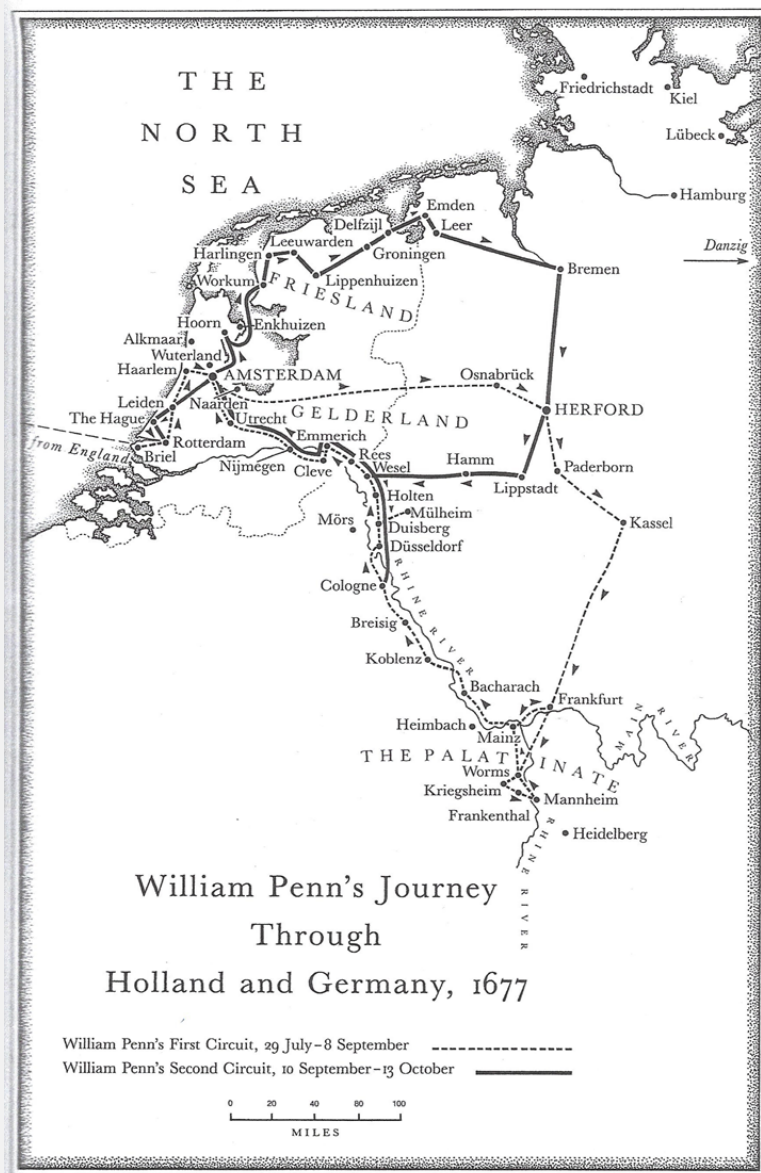 THE
NORTH
SEA
Friedrichstadt
Kiel
Lübeck
Hamburg
Danzig
Emden
Delfzijl
Leer
Leeuwarden
Groningen
Harlingen
Bremen
Lippenhuizen
Workum
FRIESLAND
Hoorn
Enkhuizen
Alkmaar
Wuterland
Haarlem
AMSTERDAM
Osnabrück
Leiden
Naarden
GELDERLAND
HERFORD
The Hague
Utrecht
from England
Rotterdam
Emmerich
Briel
Rees
Nijmegen
Cleve
Wesel
Hamm
Paderborn
Lippstadt
Holten
Mörs
Mülheim
Duisberg
Kassel
Düsseldorf
Cologne
RHINE RIVER
Breisig
Koblenz
Bacharach
Frankfurt
Heimbach
Mainz
MAIN RIVER
THE PALATINATE
Worms
Kriegsheim
Mannheim
Frankenthal
Heidelberg
RHINE RIVER
William Penn's Journey
Through
Holland and Germany, 1677
William Penn's First Circuit, 29 July–8 September
William Penn's Second Circuit, 10 September–13 October
0 20 40 60 80 100
MILES